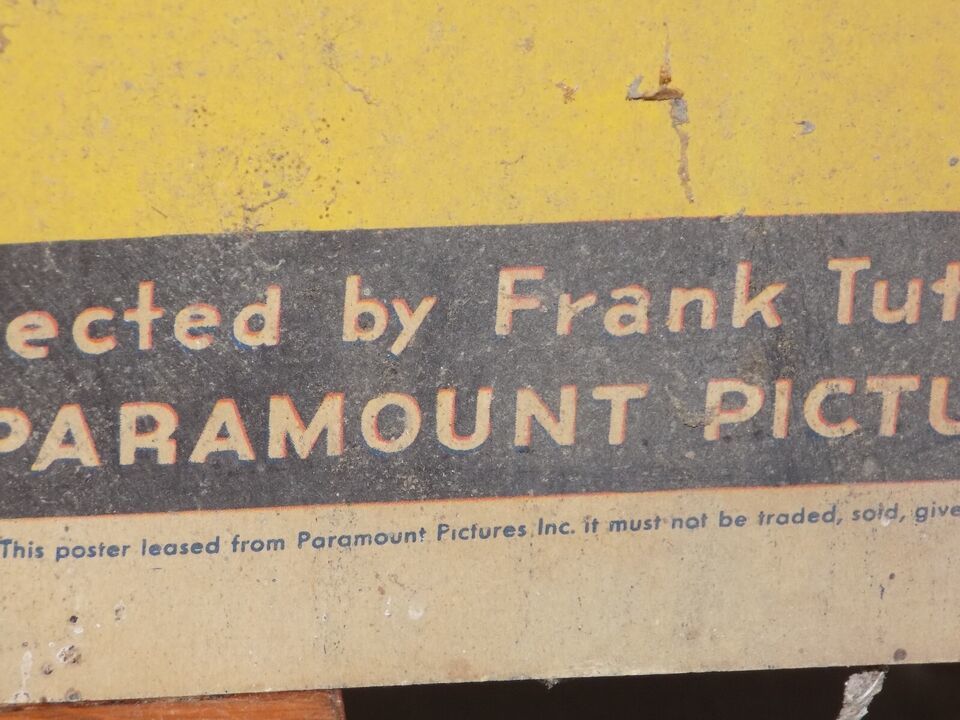 ected by Frank Tut
PARAMOUNT PICTU
This poster leased from Paramount Pictures Inc. it must not be traded, sold, give